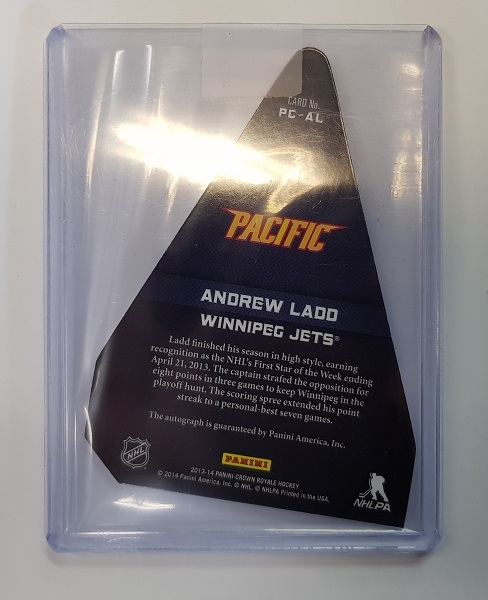 CARD No.
PC-AL
PACIFIC
ANDREW LADD
WINNIPEG JETS®
Ladd finished his season in high style, earning
recognition as the NHL's First Star of the Week ending
April 21, 2013. The captain strafed the opposition for
eight points in three games to keep Winnipeg in the
playoff hunt. The scoring spree extended his point
streak to a personal-best seven games.
The autograph is guaranteed by Panini America, Inc.
NHL
PANINI
NHLPA
2013-14 PANINI-CROWN ROYALE HOCKEY
© 2014 Panini America, Inc. © NHL. © NHLPA Printed in the USA.